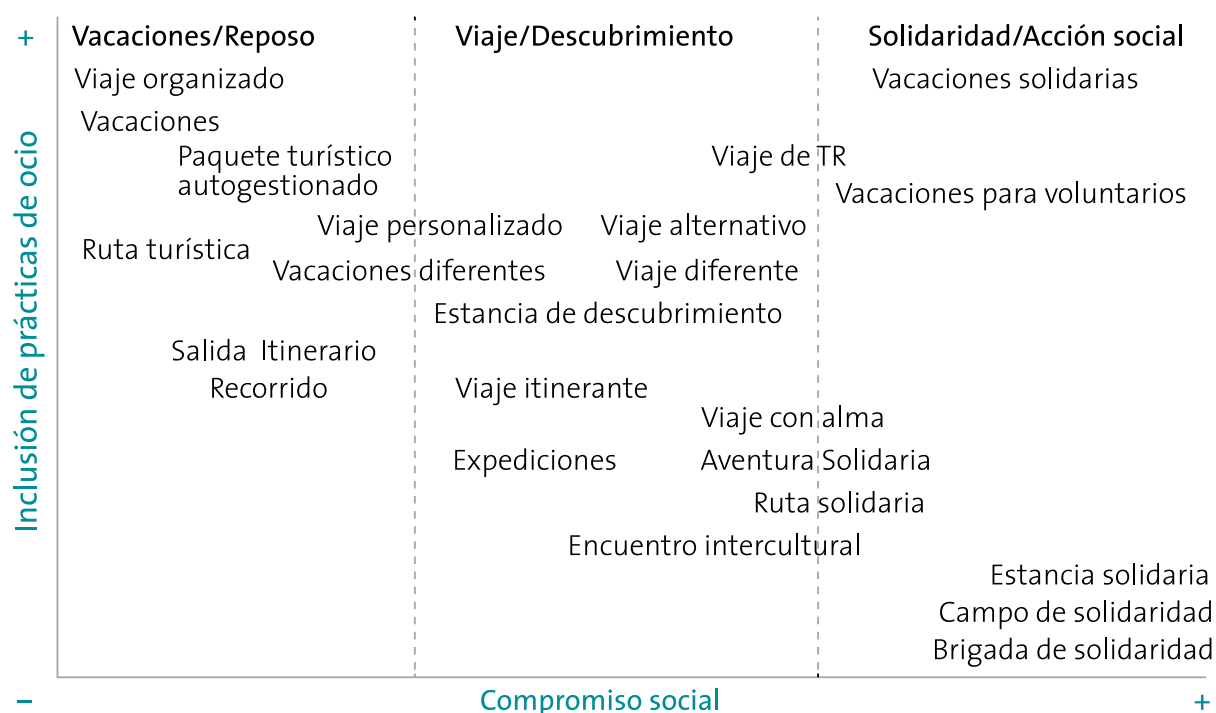 +
Vacaciones/Reposo
Viaje/Descubrimiento
Solidaridad/Acción social
Viaje organizado
Vacaciones solidarias
Vacaciones
Paquete turístico
autogestionado
Viaje de TR
Vacaciones para voluntarios
Viaje personalizado
Viaje alternativo
Ruta turística
Vacaciones diferentes
Viaje diferente
Estancia de descubrimiento
Salida Itinerario
Recorrido
Viaje itinerante
Viaje con alma
Expediciones
Aventura Solidaria
Ruta solidaria
Encuentro intercultural
Estancia solidaria
Campo de solidaridad
Brigada de solidaridad
Inclusión de prácticas de ocio
–
Compromiso social
+